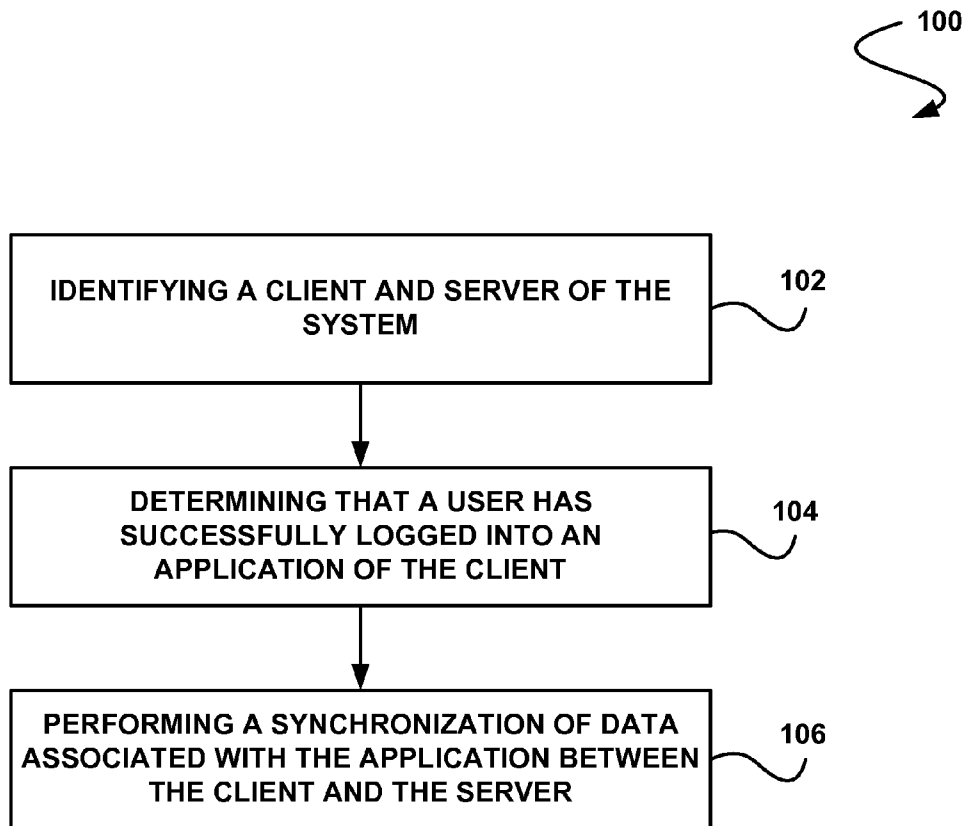 100
IDENTIFYING A CLIENT AND SERVER OF THE
SYSTEM
102
DETERMINING THAT A USER HAS
SUCCESSFULLY LOGGED INTO AN
APPLICATION OF THE CLIENT
104
PERFORMING A SYNCHRONIZATION OF DATA
ASSOCIATED WITH THE APPLICATION BETWEEN
THE CLIENT AND THE SERVER
106